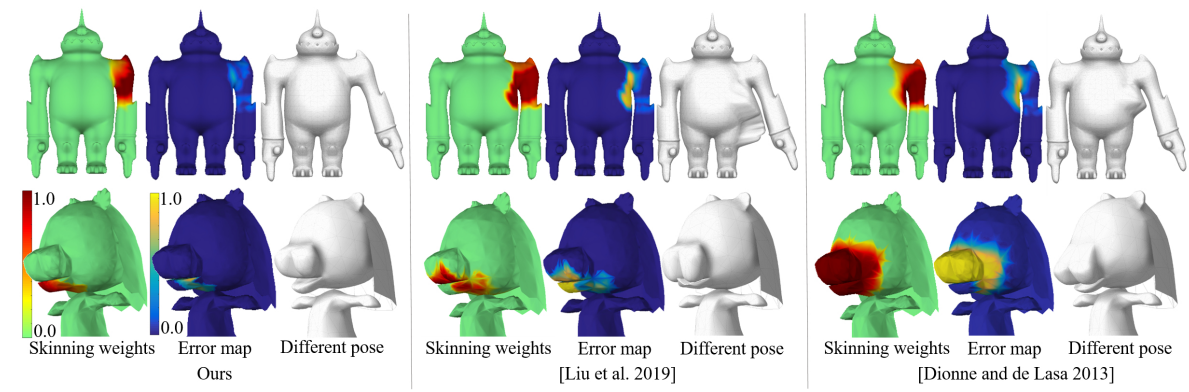 1.0
0.0
1.0
0.0
Skinning weights Error map Different pose
Ours
Skinning weights Error map Different pose
[Liu et al. 2019]
Skinning weights Error map Different pose
[Dionne and de Lasa 2013]